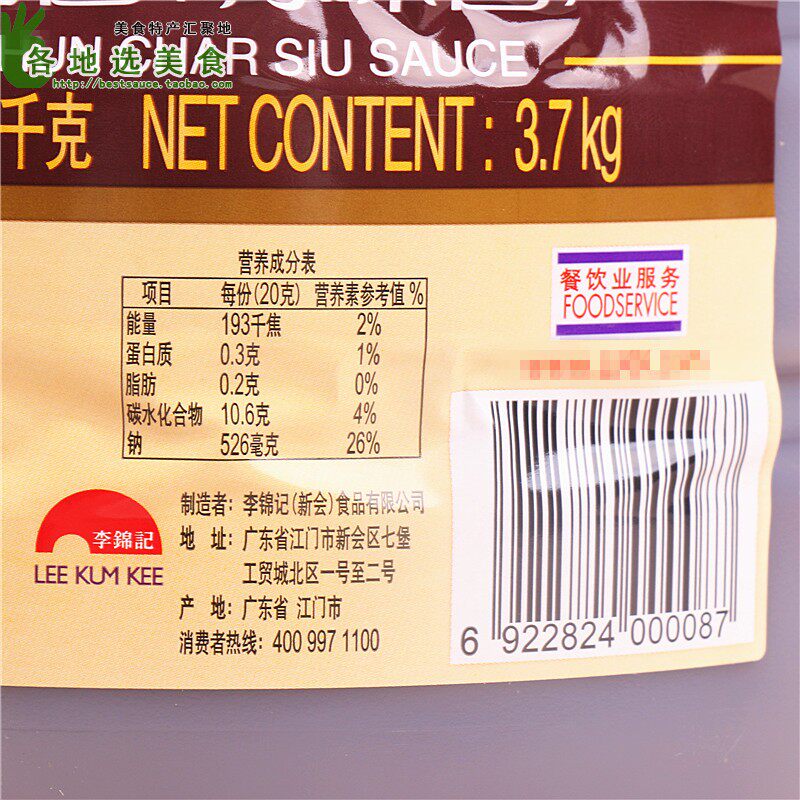 美食特产汇聚地
各地选美食
http://bestsauce.taobao.com
CHAR SIU SAUCE
千克 NET CONTENT: 3.7kg
营养成分表
项目 每份(20克) 营养素参考值%
能量 193千焦 2%
蛋白质 0.3克 1%
脂肪 0.2克 0%
碳水化合物 10.6克 4%
钠 526毫克 26%
餐饮业服务
FOODSERVICE
李錦記
LEE KUM KEE
制造者: 李锦记(新会)食品有限公司
地 址: 广东省江门市新会区七堡
工贸城北区一号至二号
产 地: 广东省 江门市
消费者热线: 400 997 1100
6 922824 000087